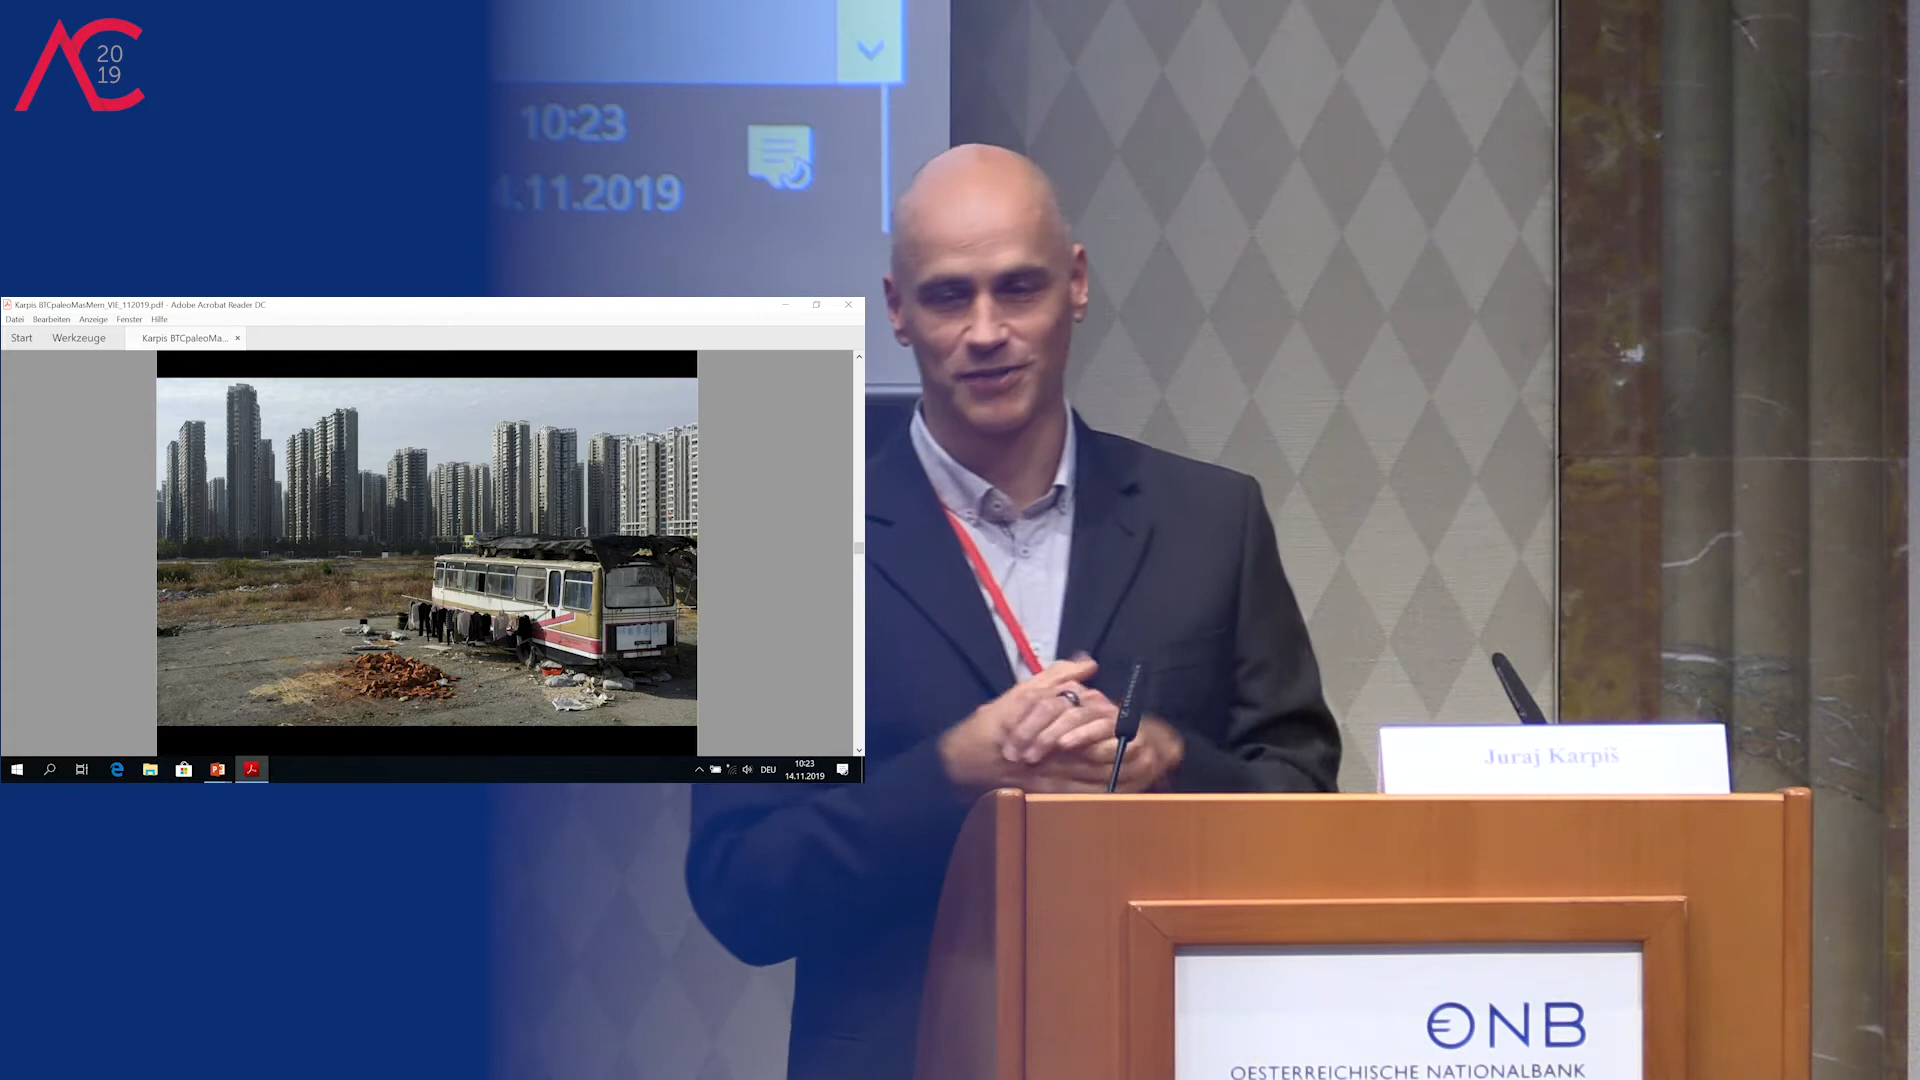 AC
20
19
10:23
.11.2019
Karpis BTCpaleoMasMem_VIE_112019.pdf - Adobe Acrobat Reader DC
Datei Bearbeiten Anzeige Fenster Hilfe
Start Werkzeuge Karpis BTCpaleoMa... ×
DEU
10:23
14.11.2019
Juraj Karpiš
ONB
OESTERREICHISCHE NATIONALBANK